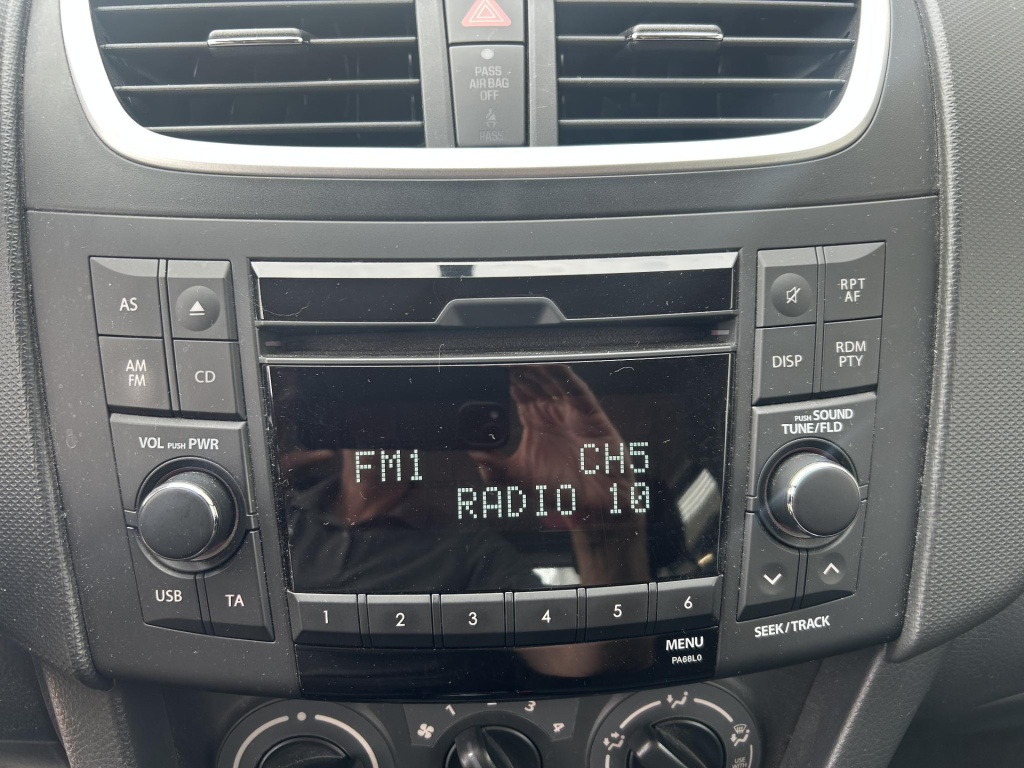 PASS
AIR BAG
OFF
PASS
AS
AM
FM
CD
VOL PUSH PWR
USB
TA
RPT
AF
DISP
RDM
PTY
PUSH SOUND
TUNE/FLD
FM1 CH5
RADIO 10
1 2 3 4 5 6
MENU
PA68L0
SEEK/TRACK
1 3 4
USE
WITH